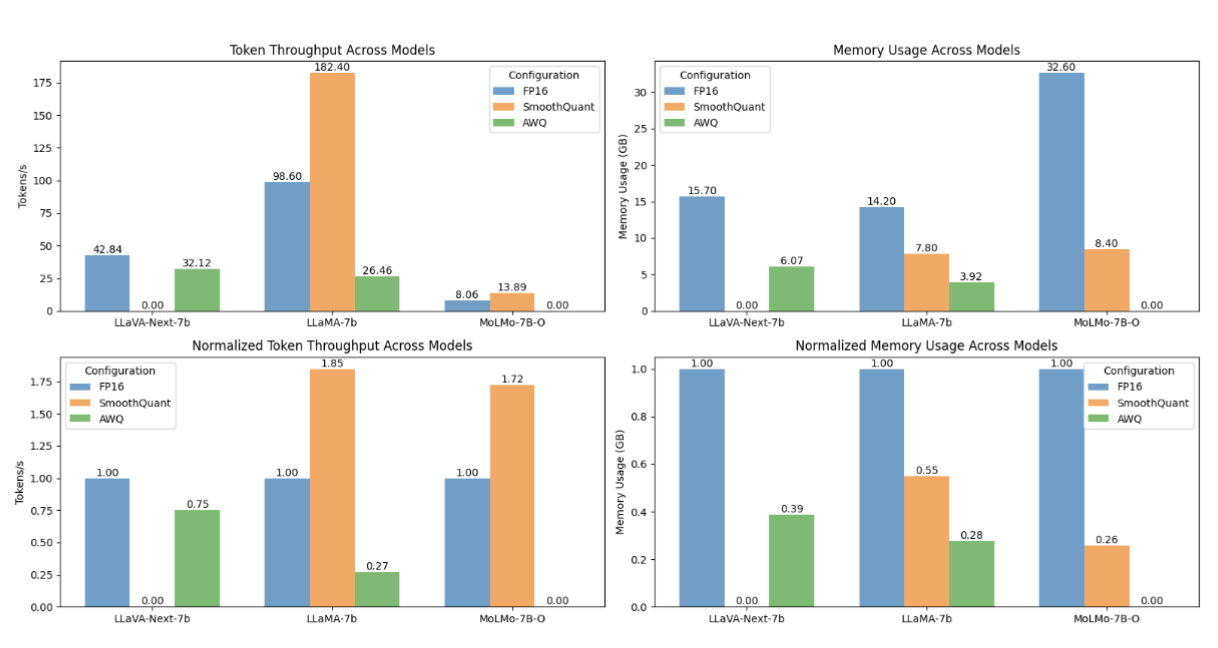 Token Throughput Across Models
Tokens/s
175
150
125
100
75
50
25
0
Configuration
FP16
SmoothQuant
AWQ
42.84
0.00
32.12
98.60
182.40
26.46
8.06
13.89
0.00
LLaVA-Next-7b
LLaMA-7b
MoLMo-7B-O
Memory Usage Across Models
Memory Usage (GB)
30
25
20
15
10
5
0
Configuration
FP16
SmoothQuant
AWQ
15.70
0.00
6.07
14.20
7.80
3.92
32.60
8.40
0.00
LLaVA-Next-7b
LLaMA-7b
MoLMo-7B-O
Normalized Token Throughput Across Models
Tokens/s
1.75
1.50
1.25
1.00
0.75
0.50
0.25
0.00
Configuration
FP16
SmoothQuant
AWQ
1.00
0.00
0.75
1.00
1.85
0.27
1.00
1.72
0.00
LLaVA-Next-7b
LLaMA-7b
MoLMo-7B-O
Normalized Memory Usage Across Models
Memory Usage (GB)
1.0
0.8
0.6
0.4
0.2
0.0
Configuration
FP16
SmoothQuant
AWQ
1.00
0.00
0.39
1.00
0.55
0.28
1.00
0.26
0.00
LLaVA-Next-7b
LLaMA-7b
MoLMo-7B-O